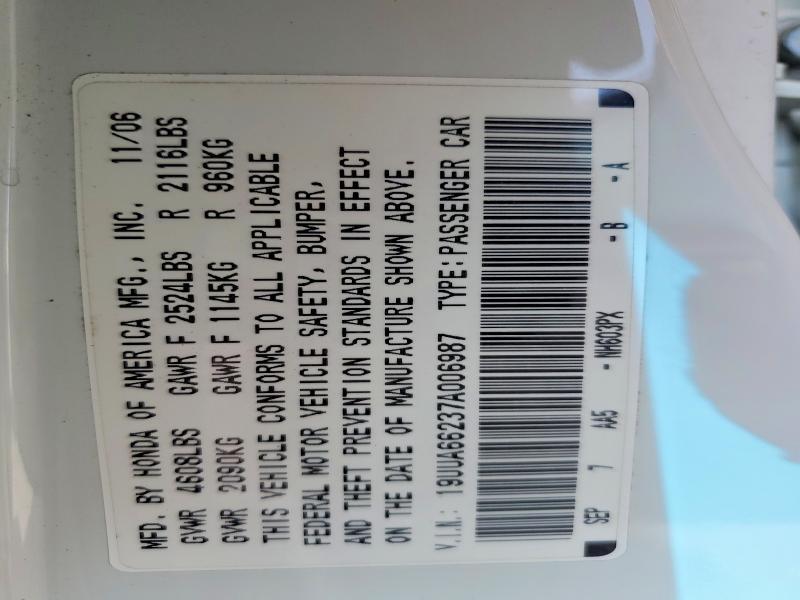 MFD. BY HONDA OF AMERICA MFG., INC. 11/06
GVWR 4608LBS GAWR F 2524LBS R 2116LBS
GVWR 2090KG GAWR F 1145KG R 960KG
THIS VEHICLE CONFORMS TO ALL APPLICABLE
FEDERAL MOTOR VEHICLE SAFETY, BUMPER,
AND THEFT PREVENTION STANDARDS IN EFFECT
ON THE DATE OF MANUFACTURE SHOWN ABOVE.
V.I.N.: 19UUA66237A006987 TYPE: PASSENGER CAR
SEP 7 AA5 - NH603PX - B - A